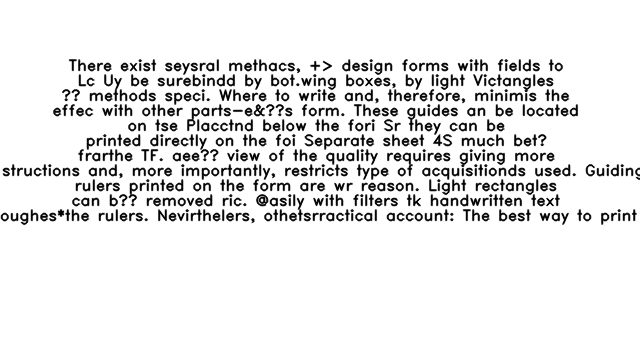 There exist seysral methacs, +> design forms with fields to
Lc Uy be surebindd by bot.wing boxes, by light Victangles
?? methods speci. Where to write and, therefore, minimis the
effec with other parts-e&??s form. These guides an be located
on tse Placctnd below the fori Sr they can be
printed directly on the foi Separate sheet 4S much bet?
frarthe TF. aee?? view of the quality requires giving more
structions and, more importantly, restricts type of acquisitionds used. Guiding
rulers printed on the form are wr reason. Light rectangles
can b?? removed ric. @asily with filters tk handwritten text
oughes*the rulers. Nevirthelers, othetsrractical account: The best way to print